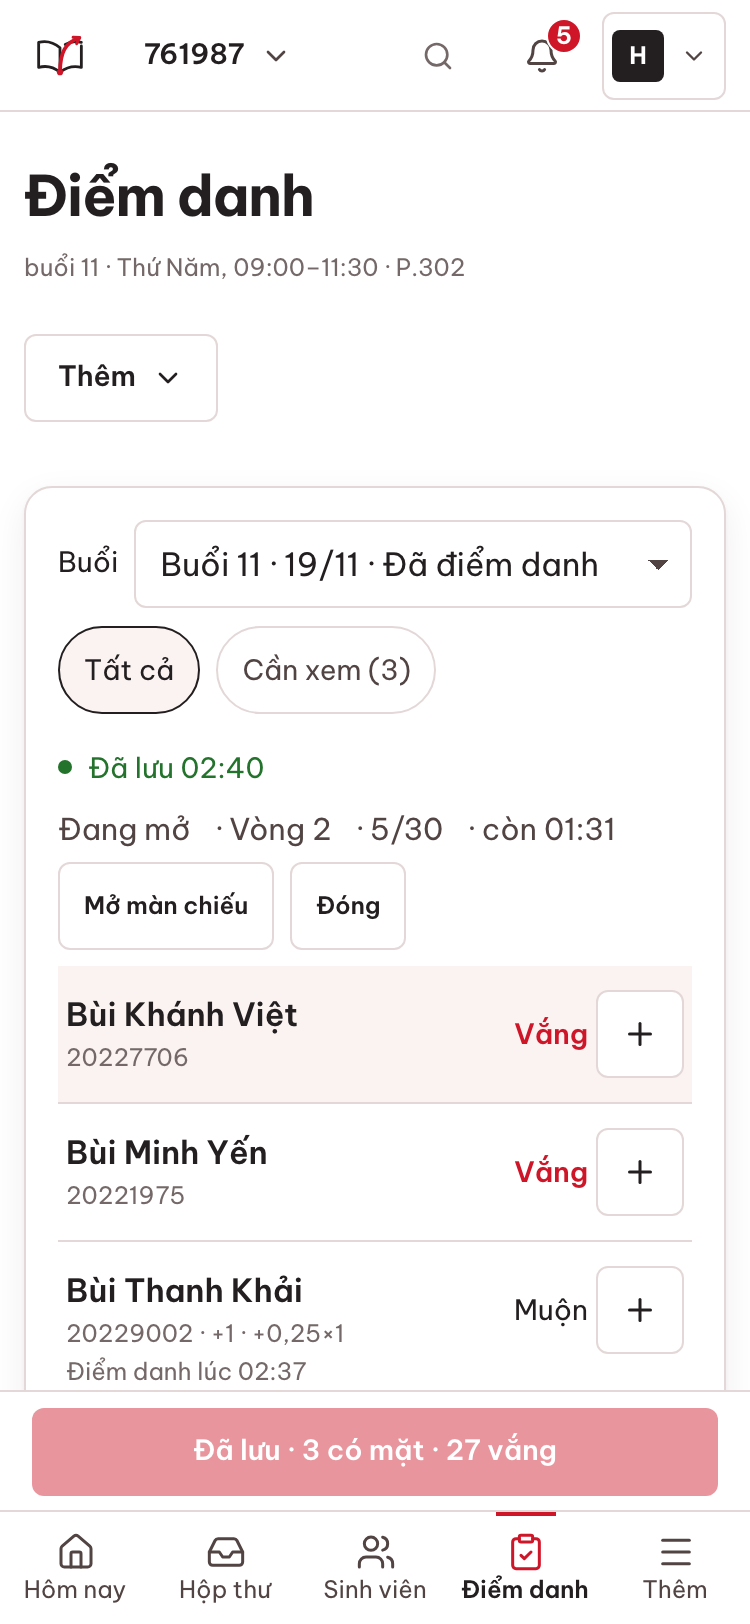 761987
5
H
Điểm danh
buổi 11 · Thứ Năm, 09:00–11:30 · P.302
Thêm
Buổi
Buổi 11 · 19/11 · Đã điểm danh
Tất cả
Cần xem (3)
Đã lưu 02:40
Đang mở · Vòng 2 · 5/30 · còn 01:31
Mở màn chiếu
Đóng
Bùi Khánh Việt
20227706
Vắng
Bùi Minh Yến
20221975
Vắng
Bùi Thanh Khải
20229002 · +1 · +0,25×1
Điểm danh lúc 02:37
Muộn
Đã lưu · 3 có mặt · 27 vắng
Hôm nay
Hộp thư
Sinh viên
Điểm danh
Thêm